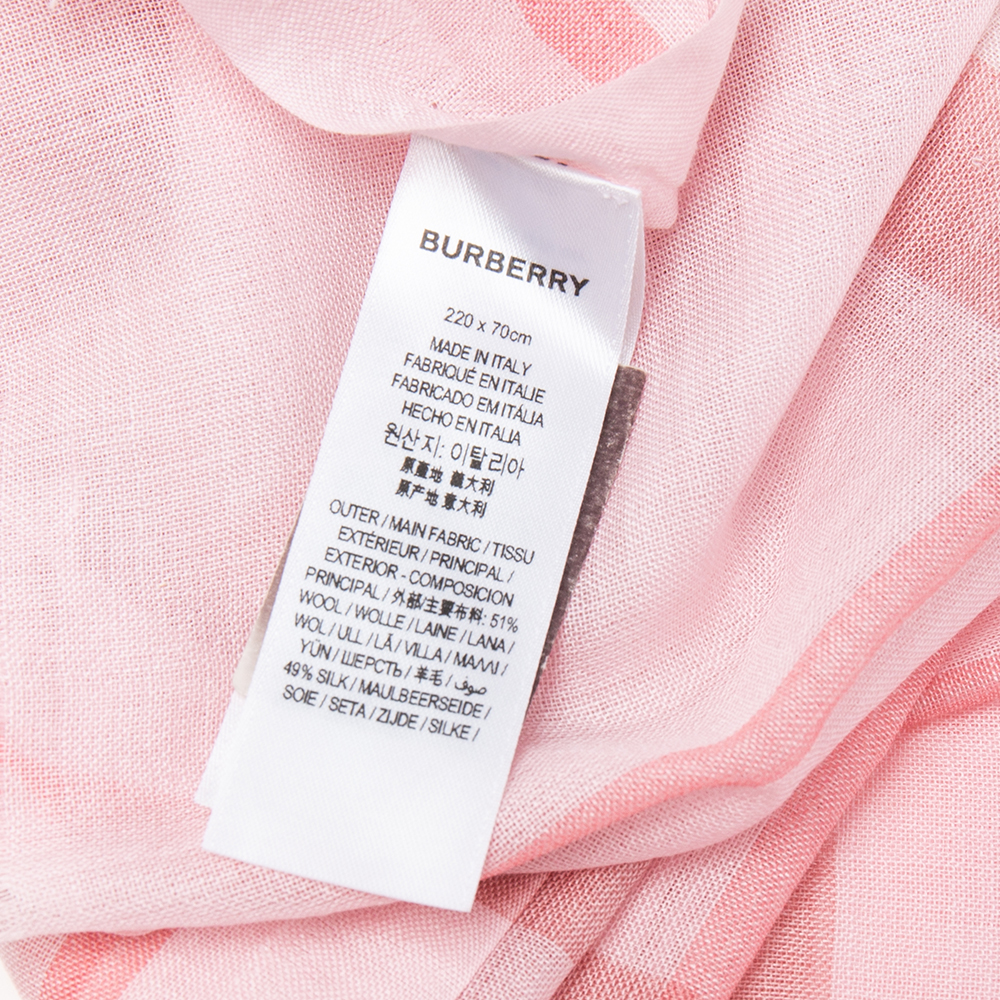 BURBERRY
220 x 70cm
MADE IN ITALY
FABRIQUÉ EN ITALIE
FABRICADO EM ITÁLIA
HECHO EN ITALIA
원산지: 이탈리아
原產地 義大利
原产地 意大利
OUTER / MAIN FABRIC / TISSU
EXTÉRIEUR / PRINCIPAL /
EXTERIOR - COMPOSICION
PRINCIPAL / 外部/主要布料: 51%
WOOL / WOLLE / LAINE / LANA /
WOL / ULL / LÃ / VILLA / ΜΑΛΛΙ /
YÜN / ШЕРСТЬ / 羊毛 / صوف /
49% SILK / MAULBEERSEIDE /
SOIE / SETA / ZIJDE / SILKE /